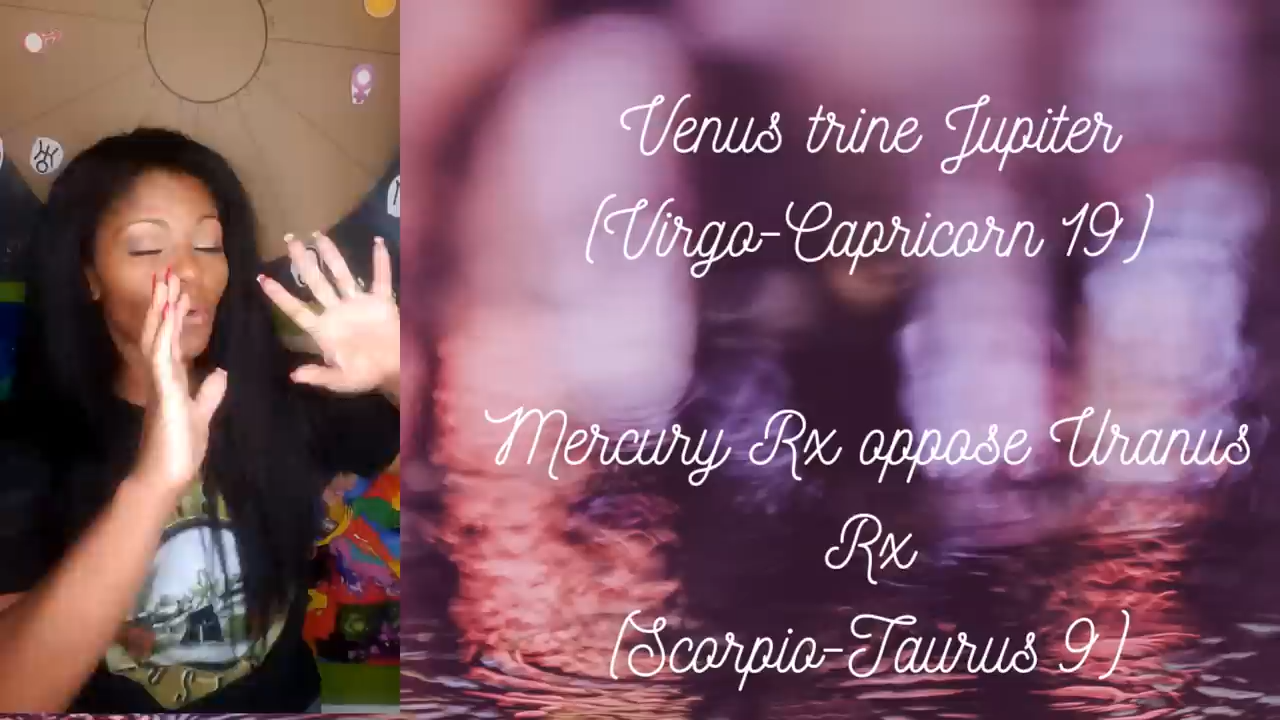 Venus trine Jupiter
(Virgo-Capricorn 19)
Mercury Rx oppose Uranus
Rx
(Scorpio-Taurus 9)